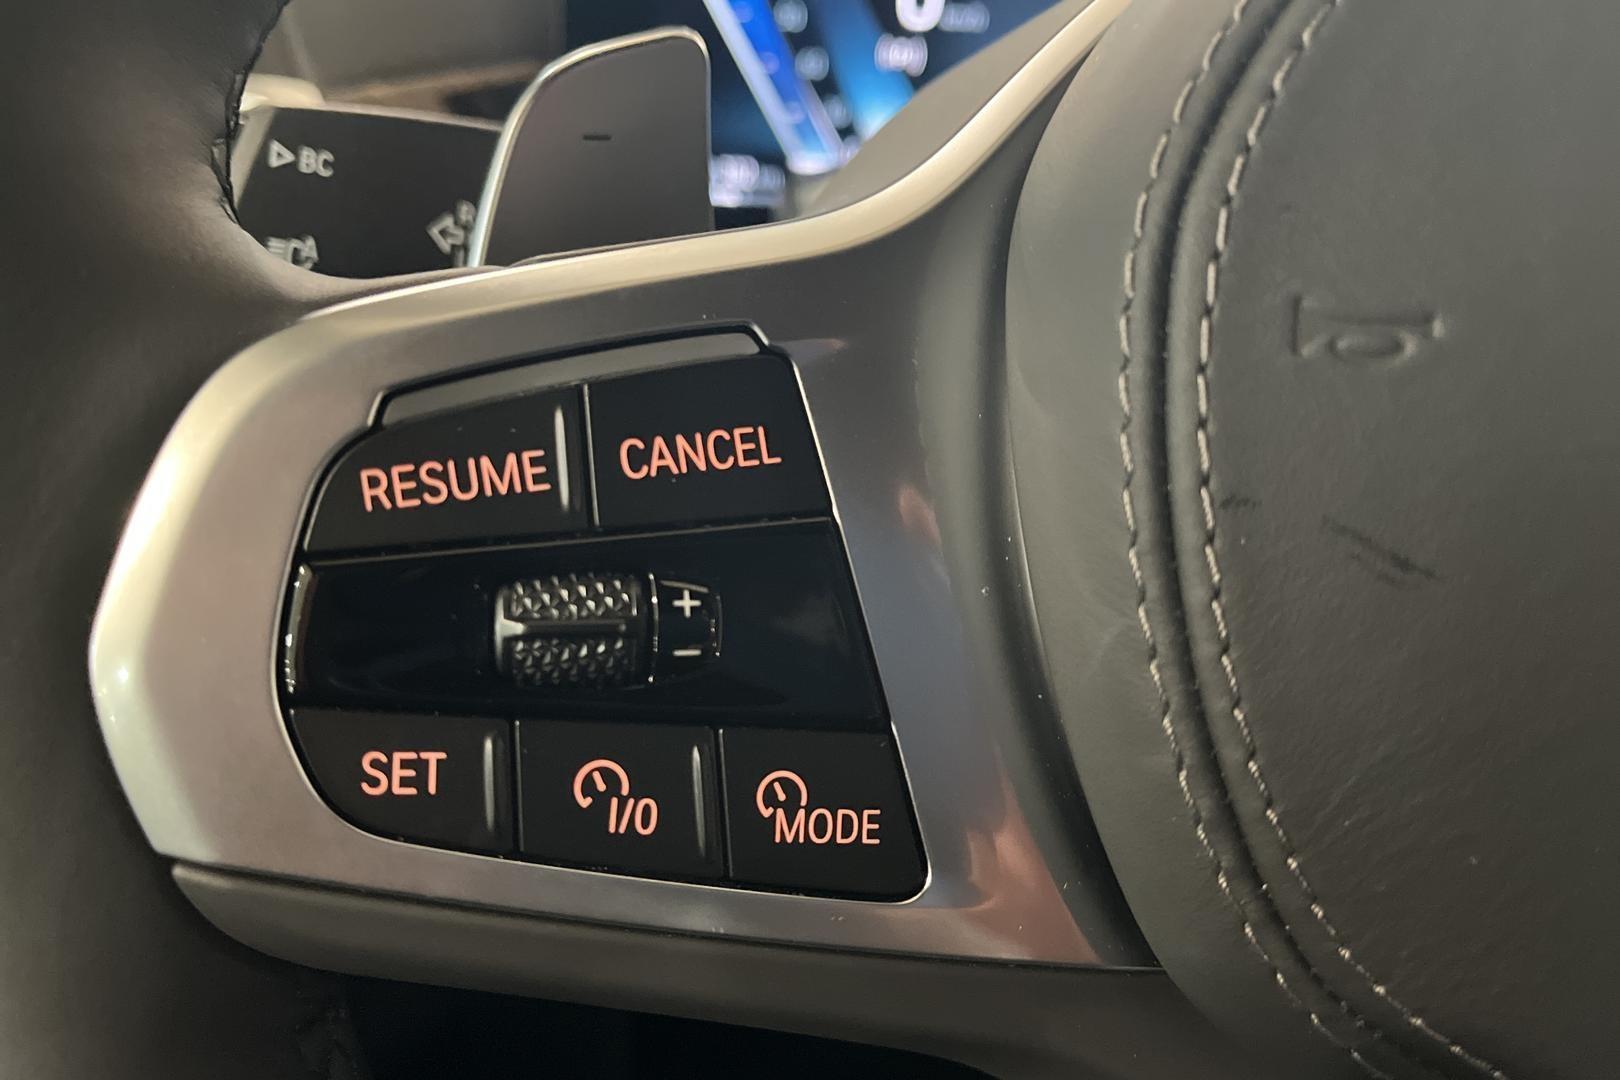 BC
A
RESUME
CANCEL
+
−
SET
I/0
MODE